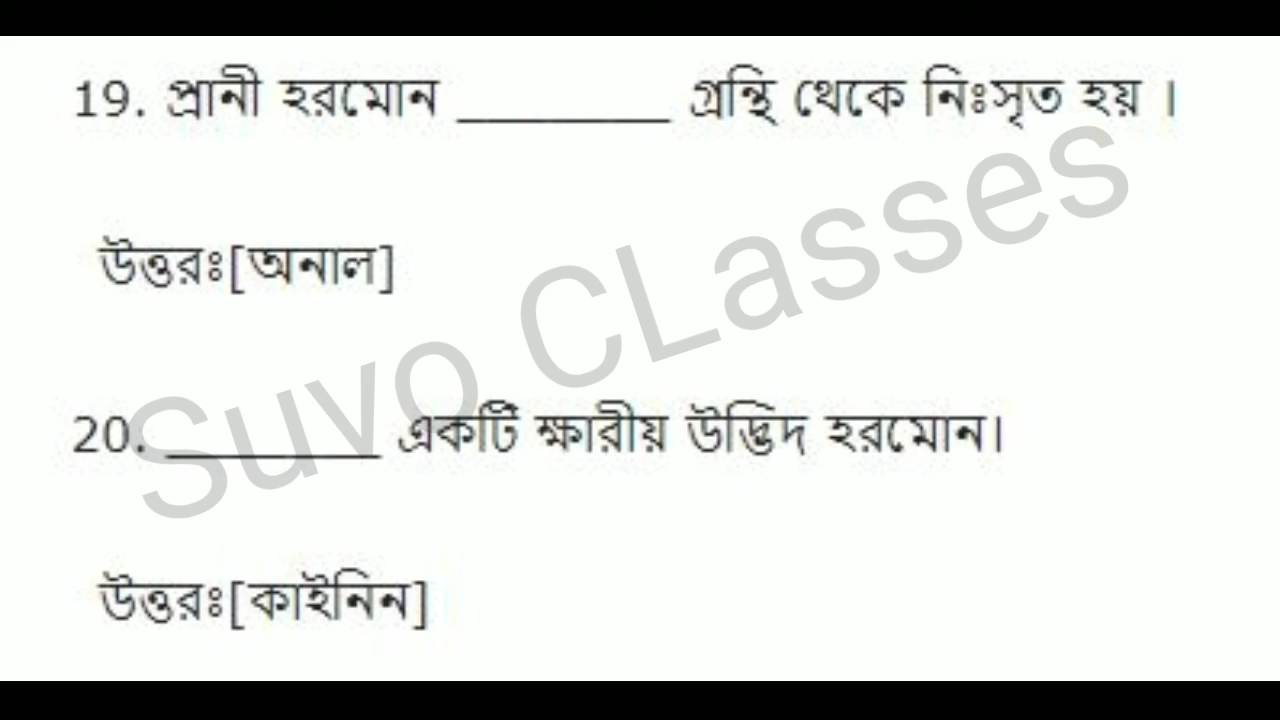 19. প্রানী হরমোন ________ গ্রন্থি থেকে নিঃসৃত হয় ।
উত্তরঃ[অনাল]
Suvo CLasses
20. ________ একটি ক্ষারীয় উদ্ভিদ হরমোন।
উত্তরঃ[কাইনিন]